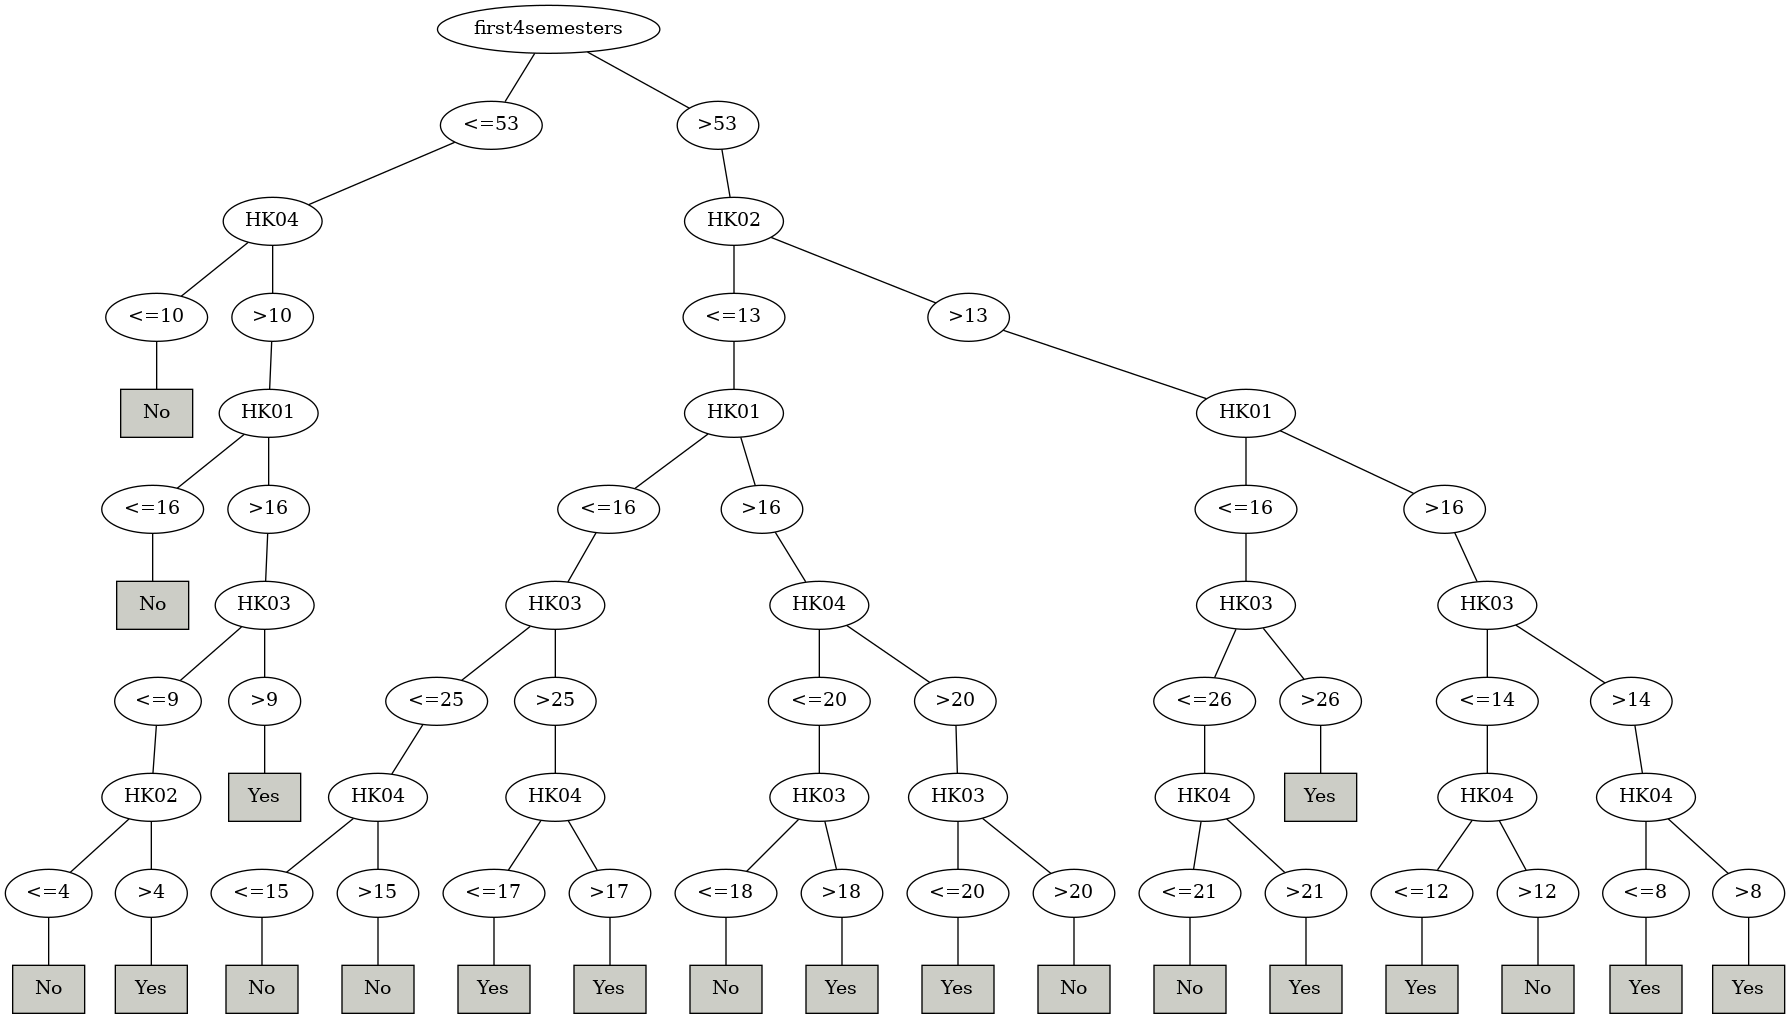 first4semesters
<=53 >53
HK04 HK02
<=10 >10 <=13 >13
No HK01 HK01 HK01
<=16 >16 <=16 >16 <=16 >16
No HK03 HK03 HK04 HK03 HK03
<=9 >9 <=25 >25 <=20 >20 <=26 >26 <=14 >14
HK02 Yes HK04 HK04 HK03 HK03 HK04 Yes HK04 HK04
<=4 >4 <=15 >15 <=17 >17 <=18 >18 <=20 >20 <=21 >21 <=12 >12 <=8 >8
No Yes No No Yes Yes No Yes Yes No No Yes Yes No Yes Yes